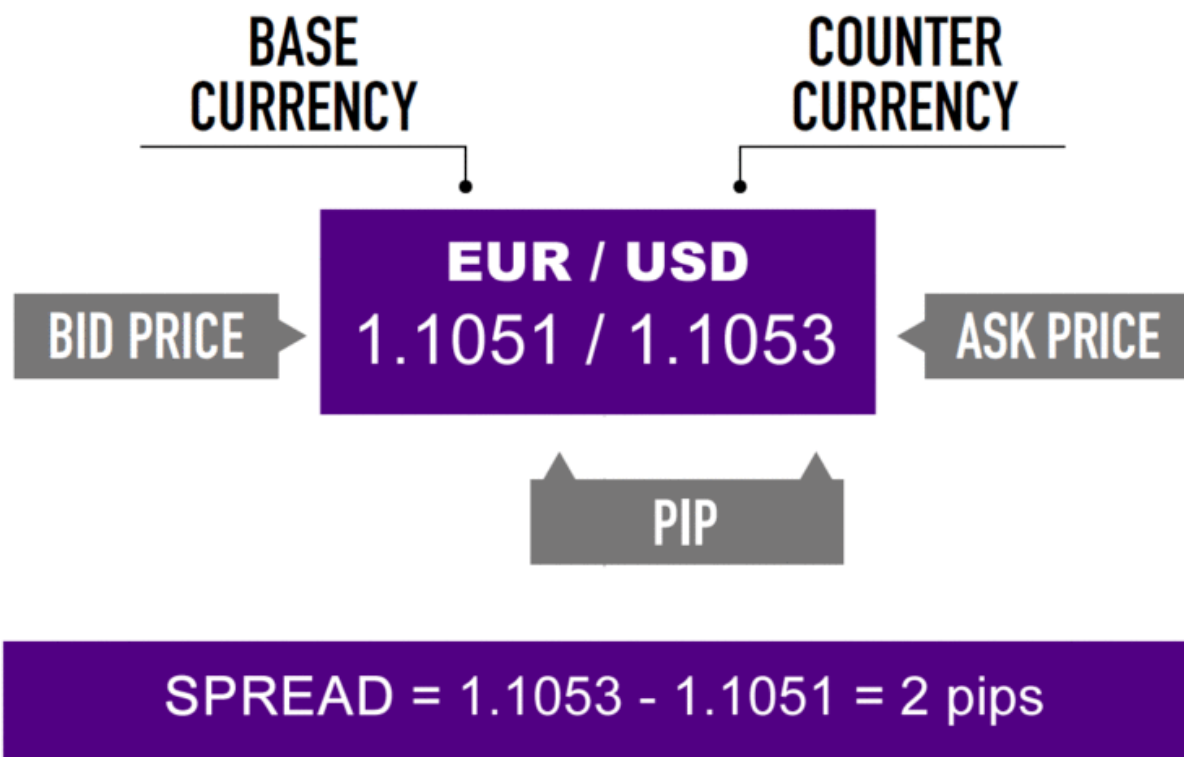 BASE
CURRENCY
COUNTER
CURRENCY
EUR / USD
BID PRICE
1.1051 / 1.1053
ASK PRICE
PIP
SPREAD = 1.1053 - 1.1051 = 2 pips